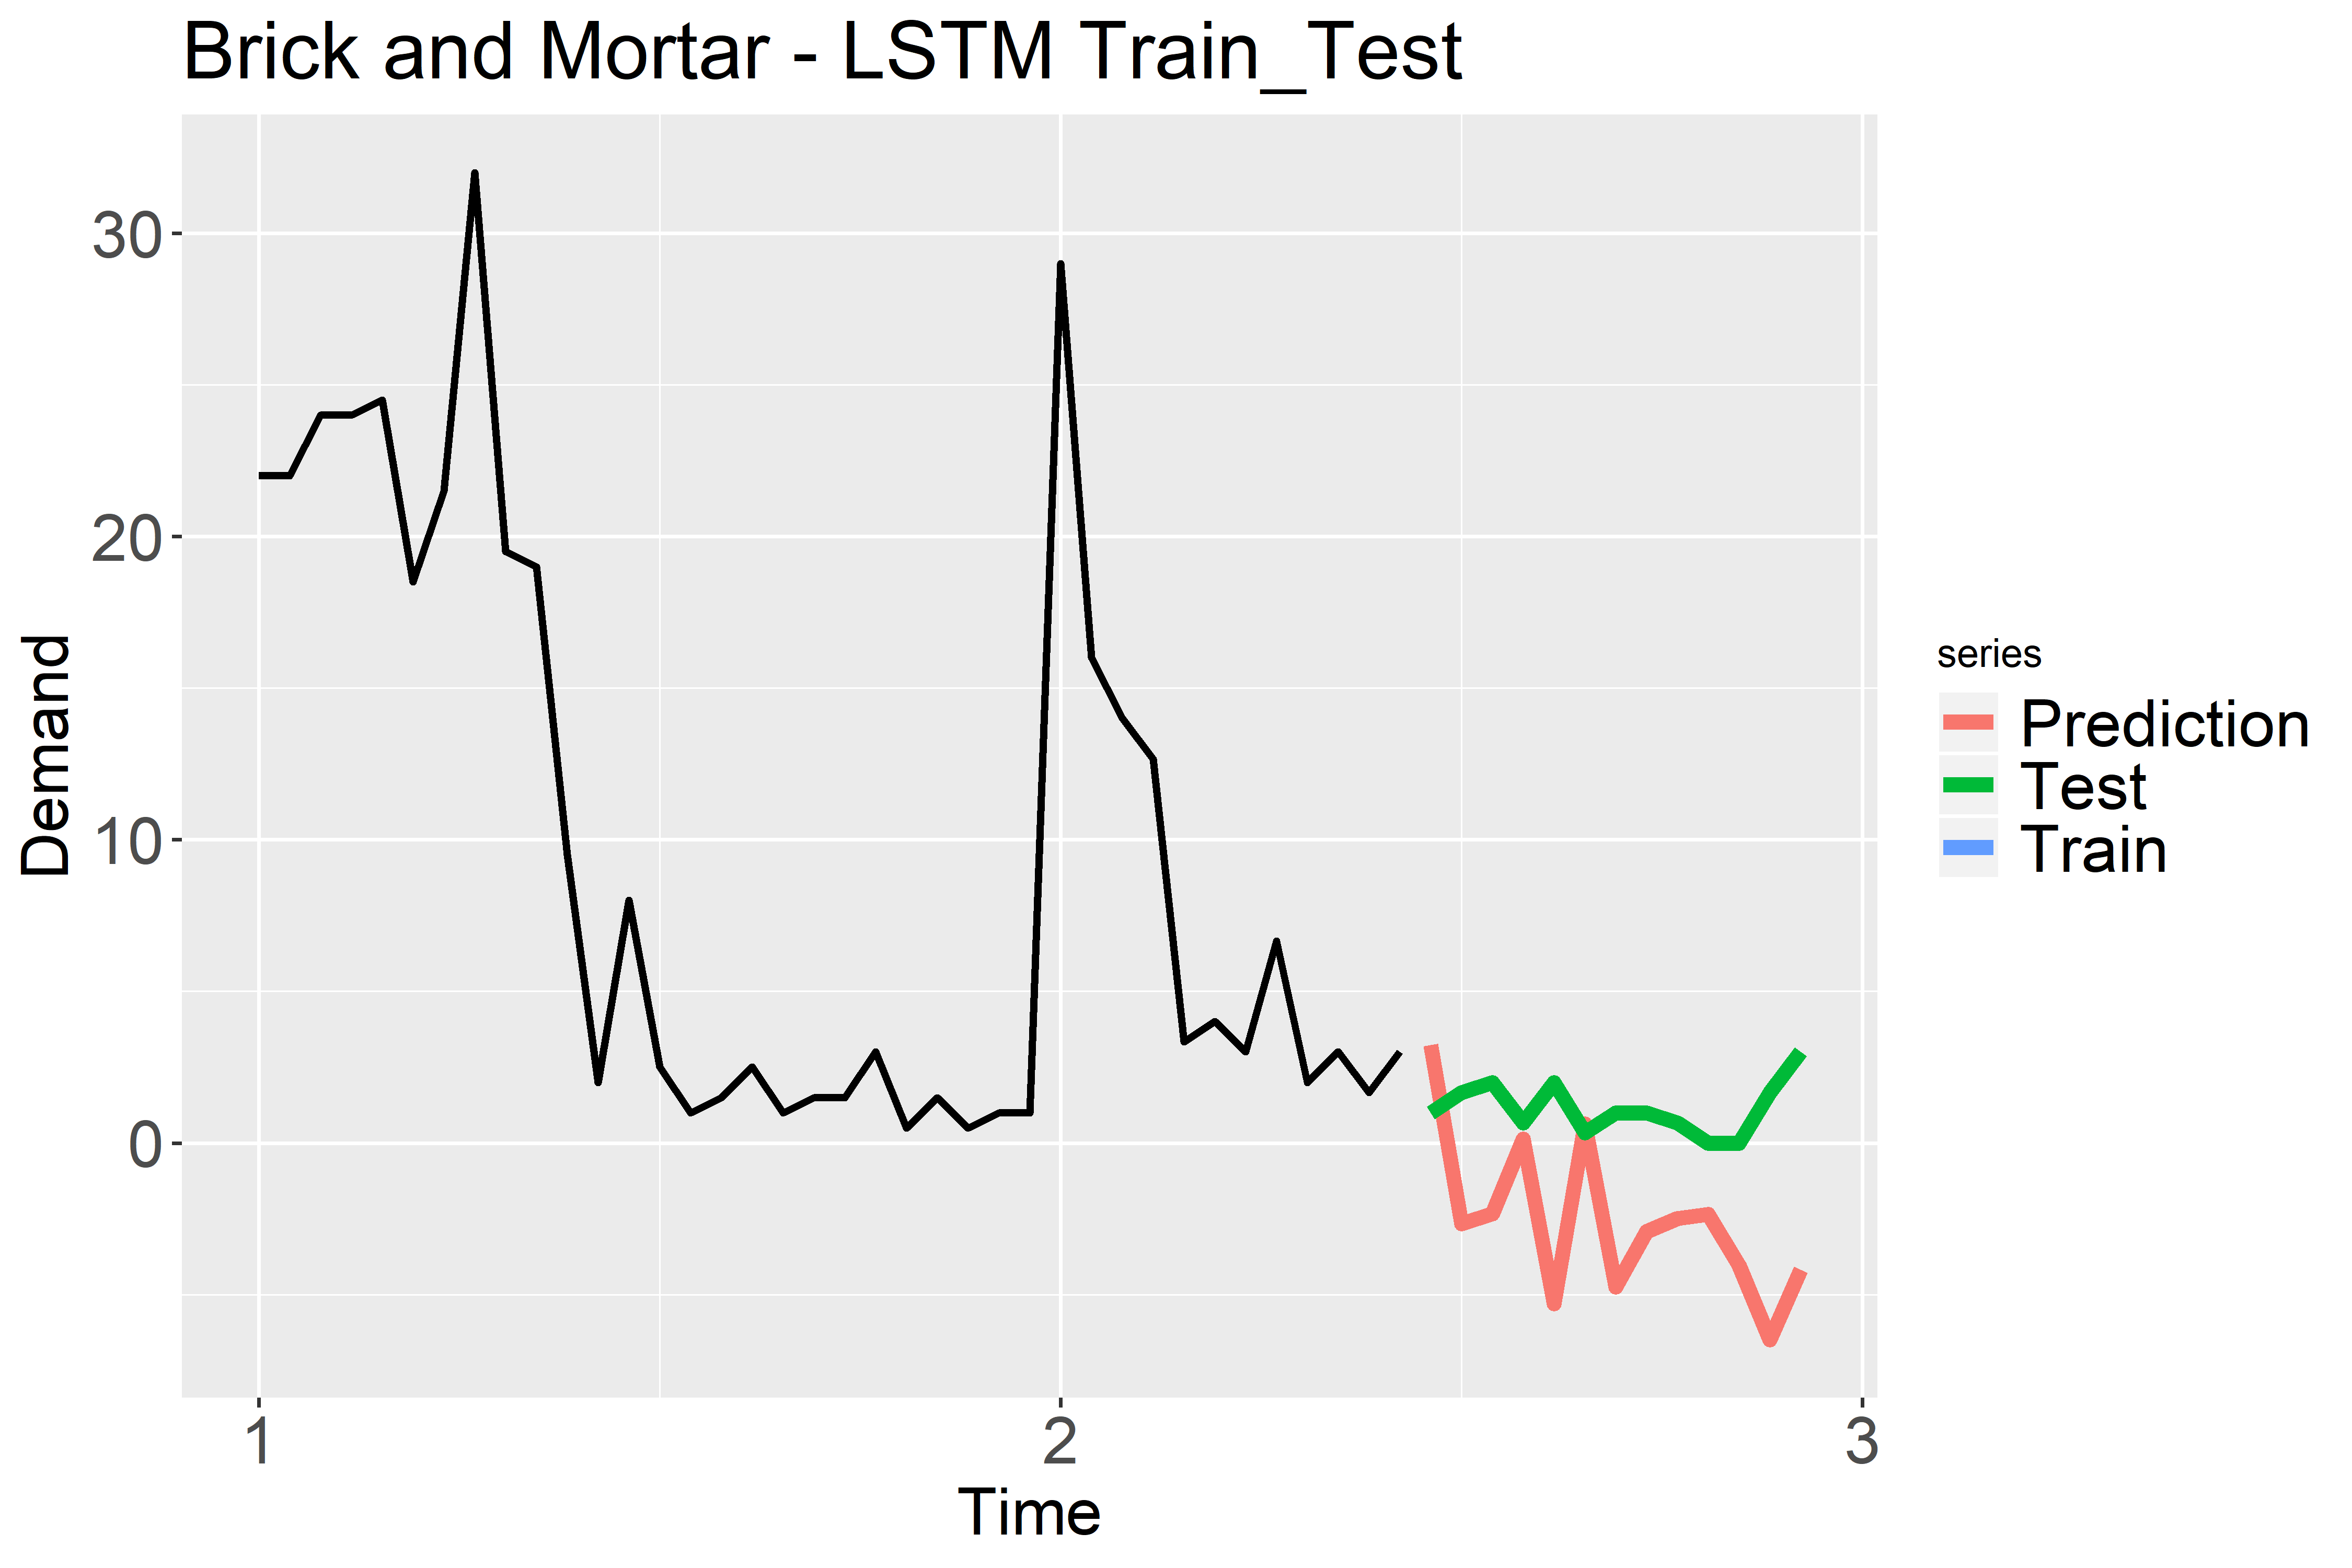 Brick and Mortar - LSTM Train_Test
Demand
30
20
10
0
1
2
3
Time
series
Prediction
Test
Train